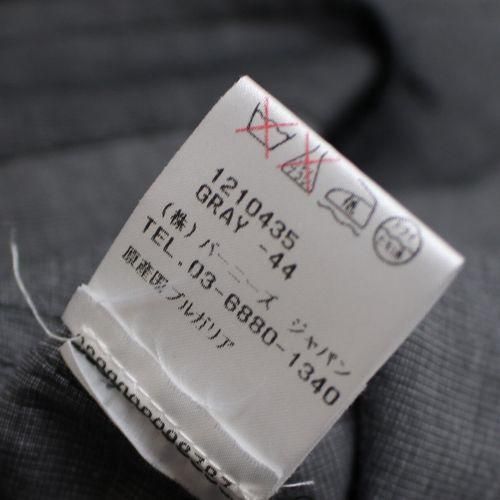 1210435
GRAY -44
(株) バーニーズ ジャパン
TEL. 03-6880-1340
原産国 ブルガリア